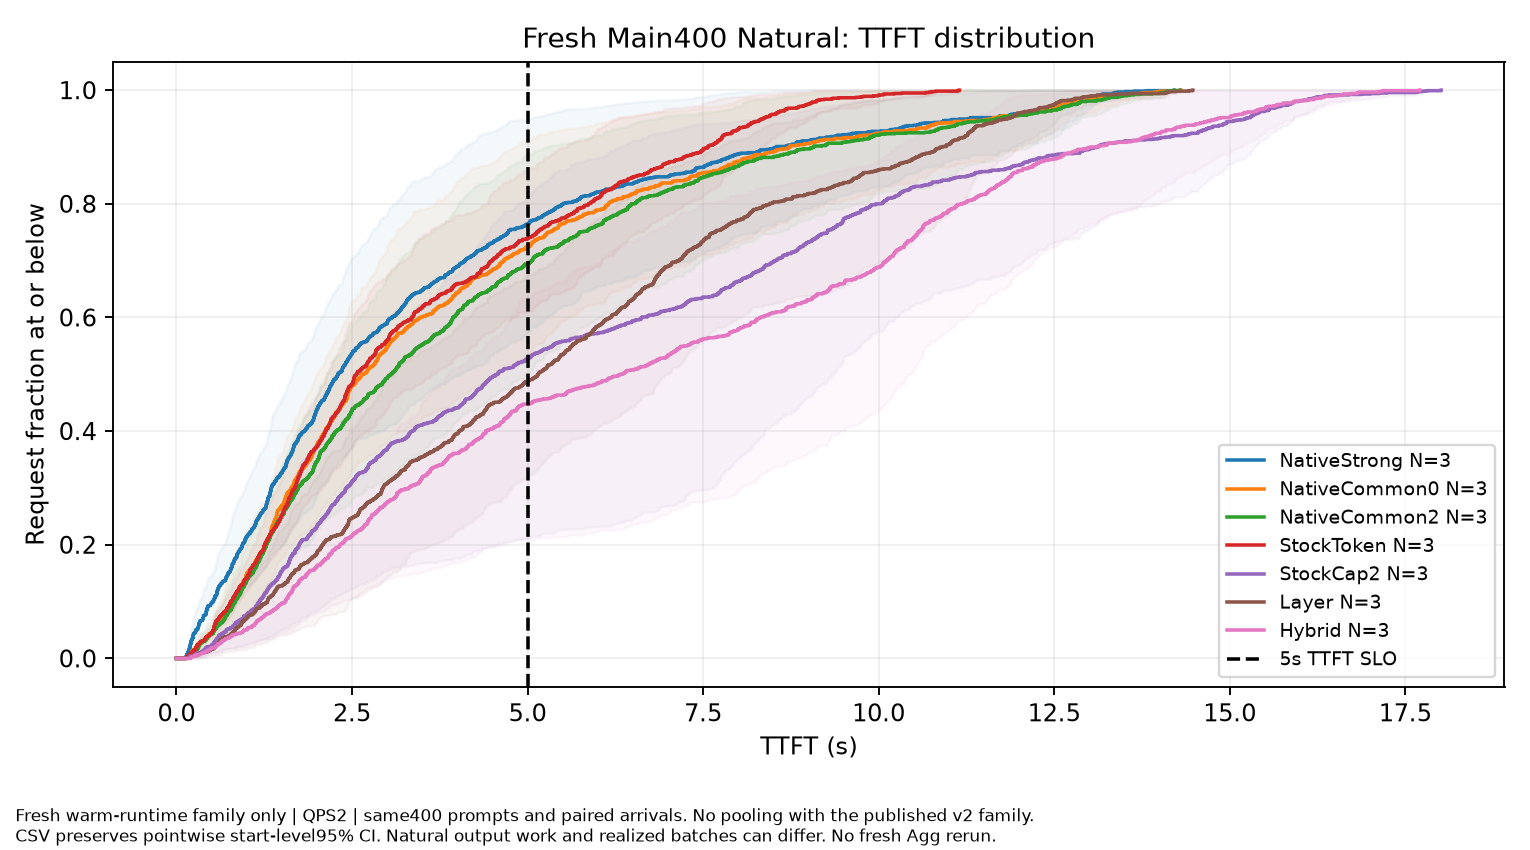 Fresh Main400 Natural: TTFT distribution
Request fraction at or below
1.0
0.8
0.6
0.4
0.2
0.0
0.0 2.5 5.0 7.5 10.0 12.5 15.0 17.5
TTFT (s)
NativeStrong N=3
NativeCommon0 N=3
NativeCommon2 N=3
StockToken N=3
StockCap2 N=3
Layer N=3
Hybrid N=3
5s TTFT SLO
Fresh warm-runtime family only | QPS2 | same400 prompts and paired arrivals. No pooling with the published v2 family.
CSV preserves pointwise start-level95% CI. Natural output work and realized batches can differ. No fresh Agg rerun.